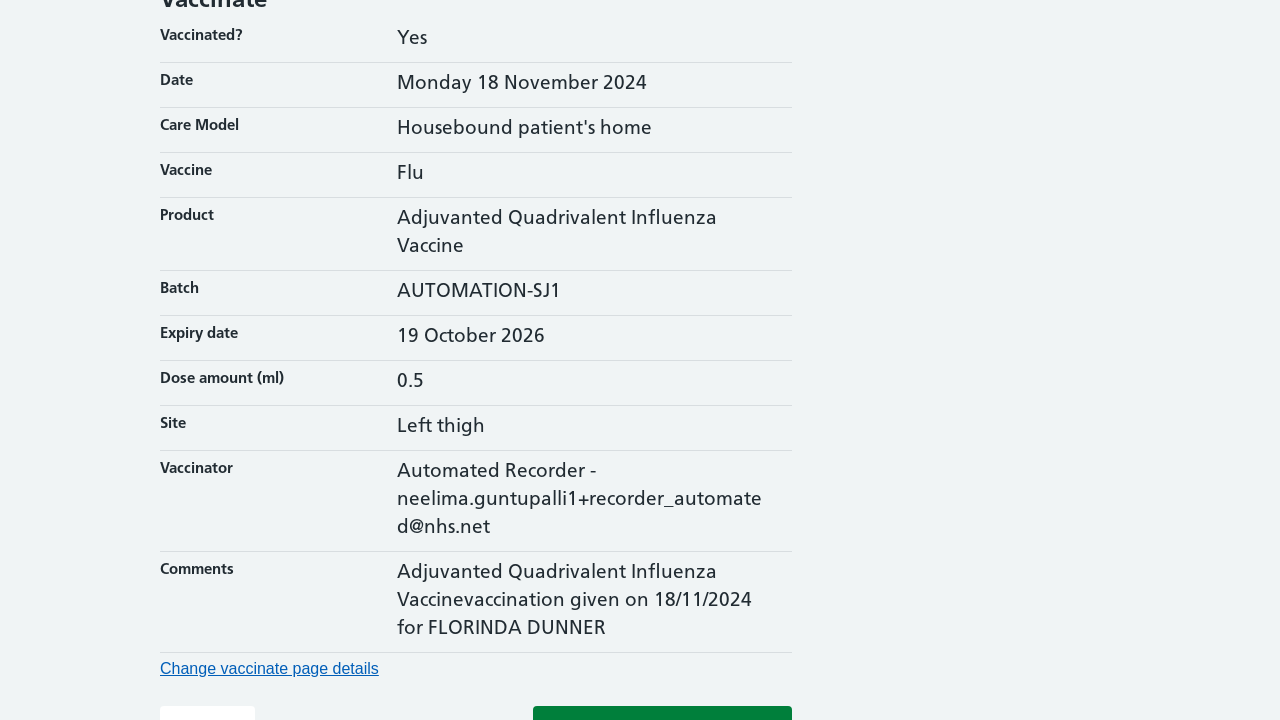 Vaccinate
Vaccinated? Yes
Date Monday 18 November 2024
Care Model Housebound patient's home
Vaccine Flu
Product Adjuvanted Quadrivalent Influenza
Vaccine
Batch AUTOMATION-SJ1
Expiry date 19 October 2026
Dose amount (ml) 0.5
Site Left thigh
Vaccinator Automated Recorder -
neelima.guntupalli1+recorder_automate
d@nhs.net
Comments Adjuvanted Quadrivalent Influenza
Vaccinevaccination given on 18/11/2024
for FLORINDA DUNNER
Change vaccinate page details